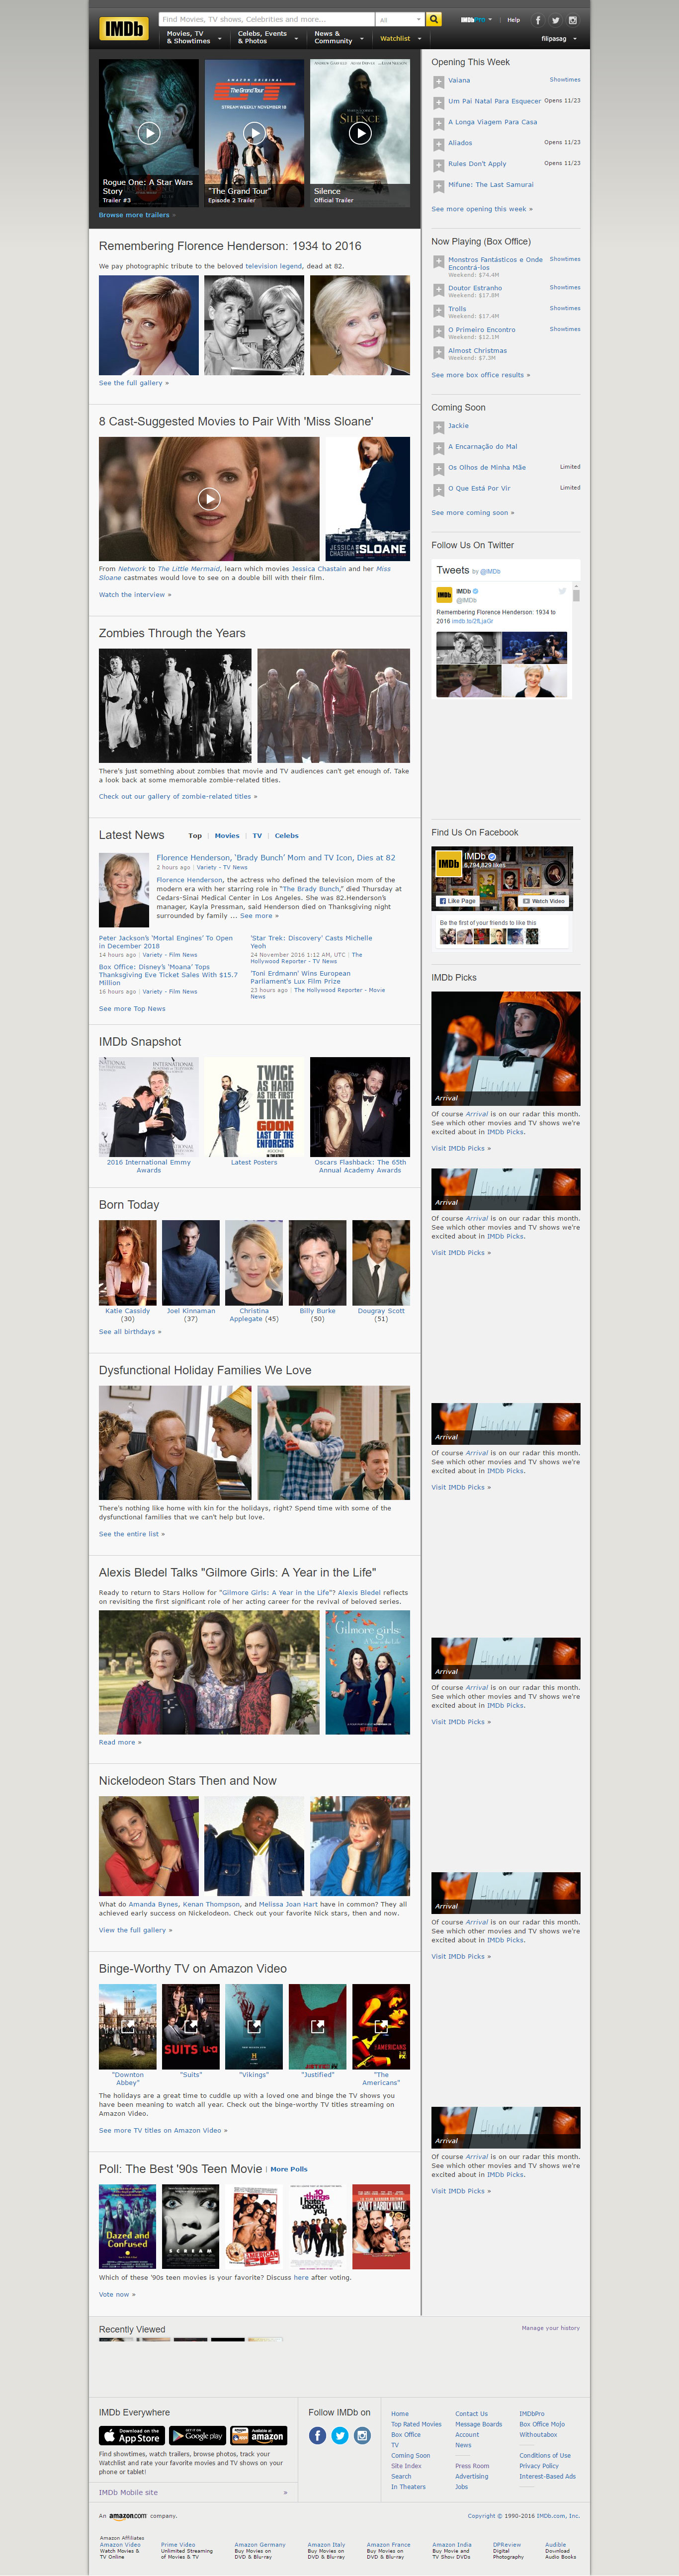 IMDb
Find Movies, TV shows, Celebrities and more...
All
IMDbPro
Help
Movies, TV
& Showtimes
Celebs, Events
& Photos
News &
Community
Watchlist
filipasag
Rogue One: A Star Wars
Story
Trailer #3
"The Grand Tour"
Episode 2 Trailer
Silence
Official Trailer
Browse more trailers »
Remembering Florence Henderson: 1934 to 2016
We pay photographic tribute to the beloved television legend, dead at 82.
See the full gallery »
8 Cast-Suggested Movies to Pair With 'Miss Sloane'
JESSICA
CHASTAIN
SLOANE
From Network to The Little Mermaid, learn which movies Jessica Chastain and her Miss
Sloane castmates would love to see on a double bill with their film.
Watch the interview »
Zombies Through the Years
There's just something about zombies that movie and TV audiences can't get enough of. Take
a look back at some memorable zombie-related titles.
Check out our gallery of zombie-related titles »
Latest News
Top | Movies | TV | Celebs
Florence Henderson, 'Brady Bunch' Mom and TV Icon, Dies at 82
2 hours ago | Variety - TV News
Florence Henderson, the actress who defined the television mom of the
modern era with her starring role in "The Brady Bunch," died Thursday at
Cedars-Sinai Medical Center in Los Angeles. She was 82.Henderson's
manager, Kayla Pressman, said Henderson died on Thanksgiving night
surrounded by family ... See more »
Peter Jackson's 'Mortal Engines' To Open
in December 2018
14 hours ago | Variety - Film News
Box Office: Disney's 'Moana' Tops
Thanksgiving Eve Ticket Sales With $15.7
Million
16 hours ago | Variety - Film News
'Star Trek: Discovery' Casts Michelle
Yeoh
24 November 2016 1:12 AM, UTC | The
Hollywood Reporter - TV News
'Toni Erdmann' Wins European
Parliament's Lux Film Prize
23 hours ago | The Hollywood Reporter - Movie
News
See more Top News
IMDb Snapshot
TWICE
AS HARD
AS THE FIRST
TIME
GOON
LAST OF THE
ENFORCERS
2016 International Emmy
Awards
Latest Posters
Oscars Flashback: The 65th
Annual Academy Awards
Born Today
Katie Cassidy
(30)
Joel Kinnaman
(37)
Christina
Applegate (45)
Billy Burke
(50)
Dougray Scott
(51)
See all birthdays »
Dysfunctional Holiday Families We Love
There's nothing like home with kin for the holidays, right? Spend time with some of the
dysfunctional families that we can't help but love.
See the entire list »
Alexis Bledel Talks "Gilmore Girls: A Year in the Life"
Ready to return to Stars Hollow for "Gilmore Girls: A Year in the Life"? Alexis Bledel reflects
on revisiting the first significant role of her acting career for the revival of beloved series.
Gilmore girls:
NETFLIX
Read more »
Nickelodeon Stars Then and Now
What do Amanda Bynes, Kenan Thompson, and Melissa Joan Hart have in common? They all
achieved early success on Nickelodeon. Check out your favorite Nick stars, then and now.
View the full gallery »
Binge-Worthy TV on Amazon Video
SUITS USA
"Downton
Abbey"
"Suits"
"Vikings"
"Justified"
"The
Americans"
The holidays are a great time to cuddle up with a loved one and binge the TV shows you
have been meaning to watch all year. Check out the binge-worthy TV titles streaming on
Amazon Video.
See more TV titles on Amazon Video »
Poll: The Best '90s Teen Movie | More Polls
Dazed and
Confused
SCREAM
AMERICAN PIE
10 things
i hate about
you
CAN'T HARDLY WAIT
Which of these '90s teen movies is your favorite? Discuss here after voting.
Vote now »
Opening This Week
Vaiana
Showtimes
Um Pai Natal Para Esquecer
Opens 11/23
A Longa Viagem Para Casa
Aliados
Opens 11/23
Rules Don't Apply
Opens 11/23
Mifune: The Last Samurai
See more opening this week »
Now Playing (Box Office)
Monstros Fantásticos e Onde
Encontrá-los
Showtimes
Weekend: $74.4M
Doutor Estranho
Showtimes
Weekend: $17.8M
Trolls
Showtimes
Weekend: $17.4M
O Primeiro Encontro
Showtimes
Weekend: $12.1M
Almost Christmas
Weekend: $7.3M
See more box office results »
Coming Soon
Jackie
A Encarnação do Mal
Os Olhos de Minha Mãe
Limited
O Que Está Por Vir
Limited
See more coming soon »
Follow Us On Twitter
Tweets by @IMDb
IMDb
@IMDb
Remembering Florence Henderson: 1934 to
2016 imdb.to/2fLjaGr
Find Us On Facebook
IMDb
6,794,829 likes
Like Page
Watch Video
Be the first of your friends to like this
IMDb Picks
Arrival
Of course Arrival is on our radar this month.
See which other movies and TV shows we're
excited about in IMDb Picks.
Visit IMDb Picks »
Arrival
Of course Arrival is on our radar this month.
See which other movies and TV shows we're
excited about in IMDb Picks.
Visit IMDb Picks »
Arrival
Of course Arrival is on our radar this month.
See which other movies and TV shows we're
excited about in IMDb Picks.
Visit IMDb Picks »
Arrival
Of course Arrival is on our radar this month.
See which other movies and TV shows we're
excited about in IMDb Picks.
Visit IMDb Picks »
Arrival
Of course Arrival is on our radar this month.
See which other movies and TV shows we're
excited about in IMDb Picks.
Visit IMDb Picks »
Arrival
Of course Arrival is on our radar this month.
See which other movies and TV shows we're
excited about in IMDb Picks.
Visit IMDb Picks »
Recently Viewed
Manage your history
IMDb Everywhere
Download on the
App Store
GET IT ON
Google play
Available at
amazon
Find showtimes, watch trailers, browse photos, track your
Watchlist and rate your favorite movies and TV shows on your
phone or tablet!
IMDb Mobile site »
Follow IMDb on
Home
Top Rated Movies
Box Office
TV
Coming Soon
Site Index
Search
In Theaters
Contact Us
Message Boards
Account
News
Press Room
Advertising
Jobs
IMDbPro
Box Office Mojo
Withoutabox
Conditions of Use
Privacy Policy
Interest-Based Ads
An amazon.com company.
Copyright © 1990-2016 IMDb.com, Inc.
Amazon Affiliates
Amazon Video
Watch Movies &
TV Online
Prime Video
Unlimited Streaming
of Movies & TV
Amazon Germany
Buy Movies on
DVD & Blu-ray
Amazon Italy
Buy Movies on
DVD & Blu-ray
Amazon France
Buy Movies on
DVD & Blu-ray
Amazon India
Buy Movie and
TV Show DVDs
DPReview
Digital
Photography
Audible
Download
Audio Books